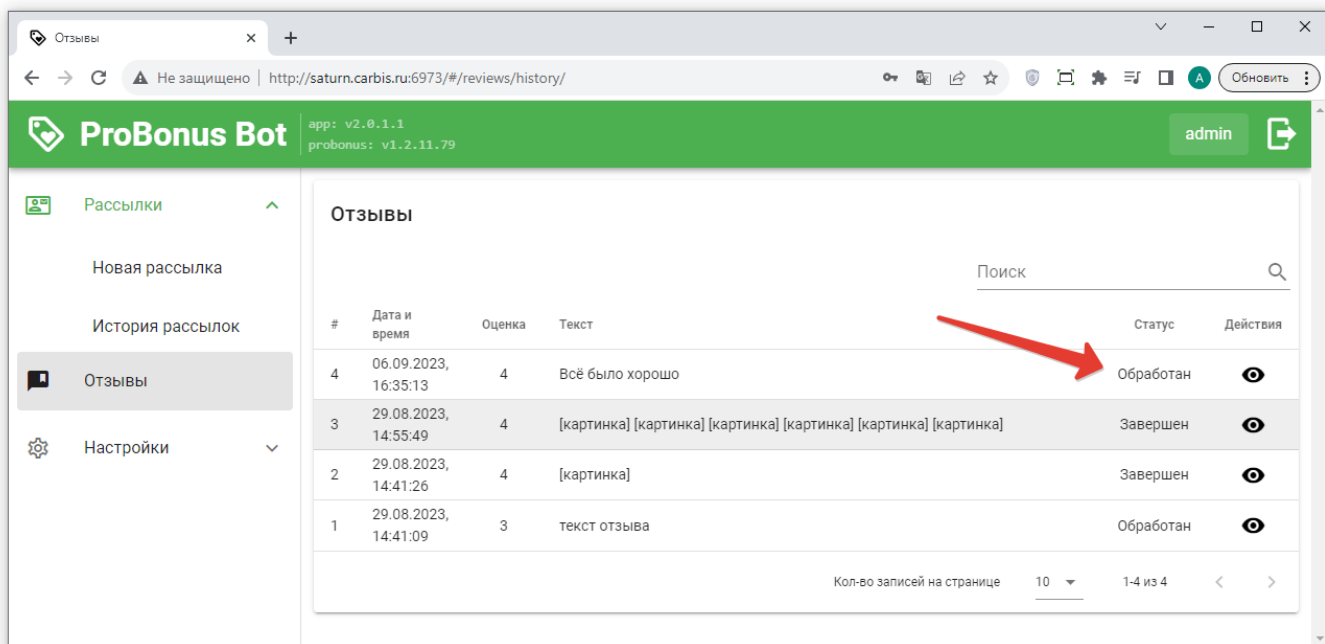 Отзывы
Не защищено | http://saturn.carbis.ru:6973/#/reviews/history/
A
Обновить
ProBonus Bot
app: v2.0.1.1
probonus: v1.2.11.79
admin
Рассылки
Новая рассылка
История рассылок
Отзывы
Настройки
Отзывы
Поиск
# Дата и время Оценка Текст Статус Действия
4 06.09.2023, 16:35:13 4 Всё было хорошо Обработан
3 29.08.2023, 14:55:49 4 [картинка] [картинка] [картинка] [картинка] [картинка] [картинка] Завершен
2 29.08.2023, 14:41:26 4 [картинка] Завершен
1 29.08.2023, 14:41:09 3 текст отзыва Обработан
Кол-во записей на странице 10 1-4 из 4